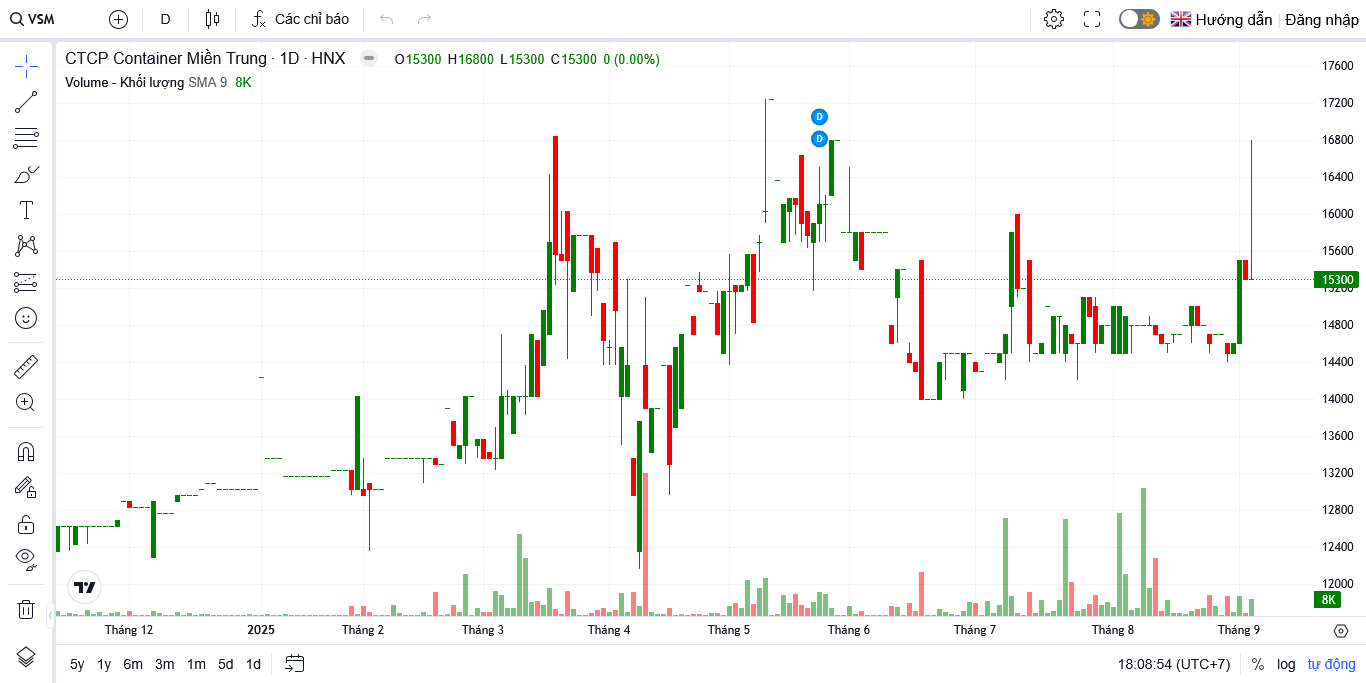 VSM D Các chỉ báo Hướng dẫn Đăng nhập
CTCP Container Miền Trung · 1D · HNX O15300 H16800 L15300 C15300 0 (0.00%)
Volume - Khối lượng SMA 9 8K
17600
17200
16800
16400
16000
15600
15300
15200
14800
14400
14000
13600
13200
12800
12400
12000
8K
D
D
Tháng 12 2025 Tháng 2 Tháng 3 Tháng 4 Tháng 5 Tháng 6 Tháng 7 Tháng 8 Tháng 9
5y 1y 6m 3m 1m 5d 1d 18:08:54 (UTC+7) % log tự động